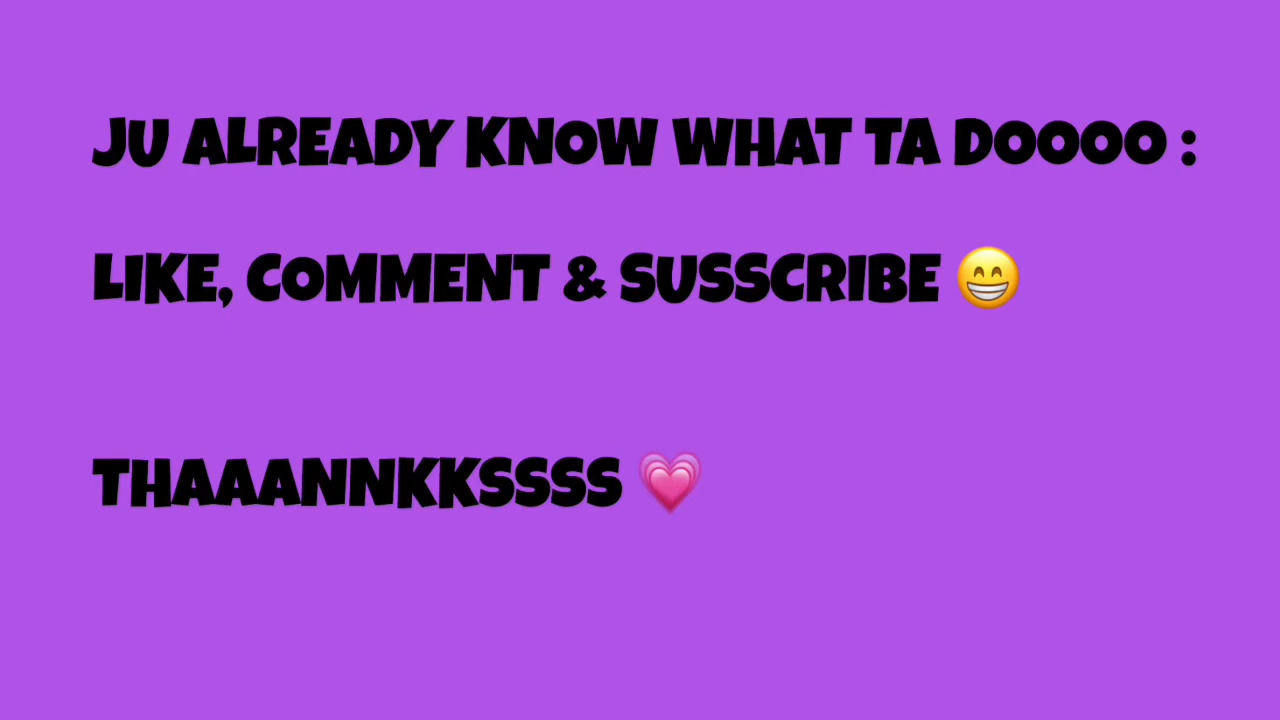 JU ALREADY KNOW WHAT TA DOOOO :
LIKE, COMMENT & SUSSCRIBE 😁
THAAANNKKSSSS 💗